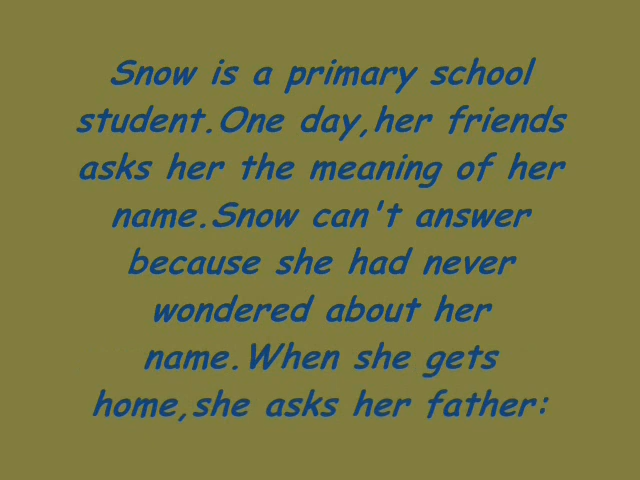 Snow is a primary school
student.One day,her friends
asks her the meaning of her
name.Snow can't answer
because she had never
wondered about her
name.When she gets
home,she asks her father: